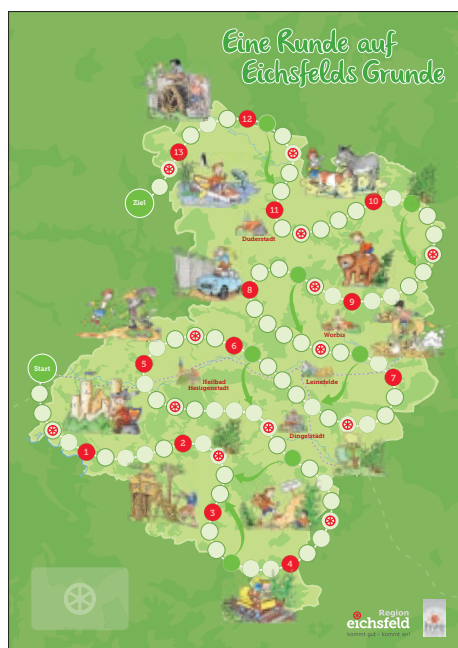 Eine Runde auf
Eichsfelds Grunde
12
13
Ziel
11
10
Duderstadt
8
9
Worbis
Start
5
6
Heilbad
Heiligenstadt
Leinefelde
7
Dingelstädt
1
2
3
4
Region
eichsfeld
kommt gut – kommt an!